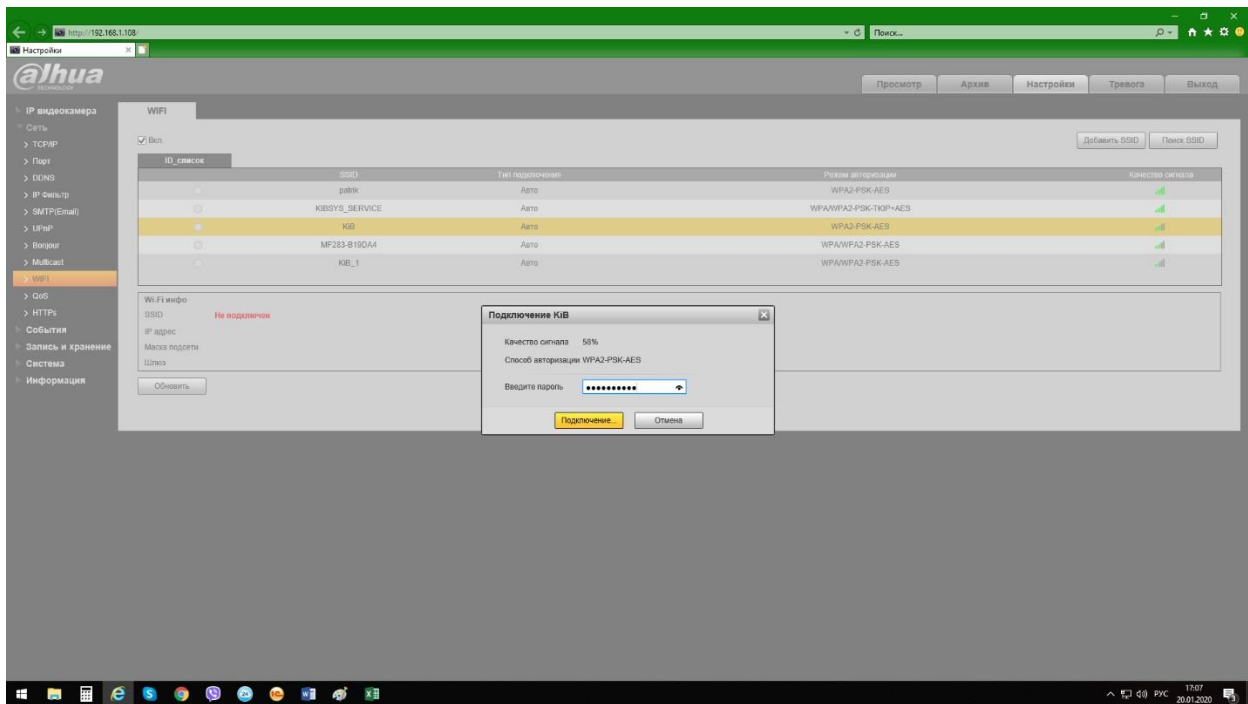 http://192.168.1.108/
Поиск...
Настройки
alhua
TECHNOLOGY
Просмотр
Архив
Настройки
Тревога
Выход
IP видеокамера
Сеть
> TCP/IP
> Порт
> DDNS
> IP Фильтр
> SMTP(Email)
> UPnP
> Bonjour
> Multicast
> WIFI
> QoS
> HTTPs
События
Запись и хранение
Система
Информация
WIFI
Вкл.
Добавить SSID
Поиск SSID
ID_список
SSID Тип подключения Режим авторизации Качество сигнала
patrik Авто WPA2-PSK-AES
KIBSYS_SERVICE Авто WPA/WPA2-PSK-TKIP+AES
KiB Авто WPA2-PSK-AES
MF283-B19DA4 Авто WPA/WPA2-PSK-AES
KIB_1 Авто WPA/WPA2-PSK-AES
Wi-Fi инфо
SSID Не подключен
IP адрес
Маска подсети
Шлюз
Обновить
Подключение KiB
Качество сигнала 58%
Способ авторизации WPA2-PSK-AES
Введите пароль ●●●●●●●●●●
Подключение...
Отмена
РУС
17:07
20.01.2020